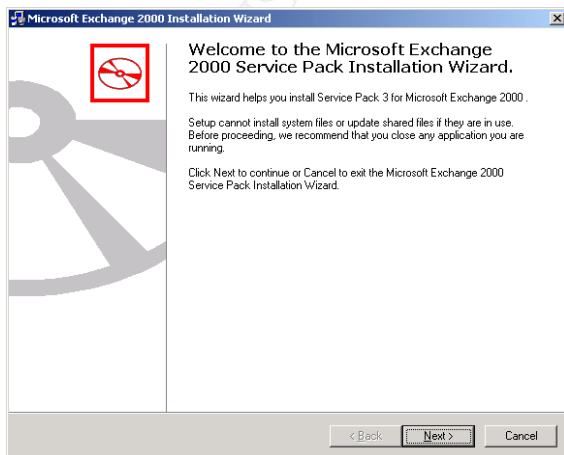 Microsoft Exchange 2000 Installation Wizard
Welcome to the Microsoft Exchange
2000 Service Pack Installation Wizard.
This wizard helps you install Service Pack 3 for Microsoft Exchange 2000 .
Setup cannot install system files or update shared files if they are in use.
Before proceeding, we recommend that you close any application you are
running.
Click Next to continue or Cancel to exit the Microsoft Exchange 2000
Service Pack Installation Wizard.
< Back Next > Cancel